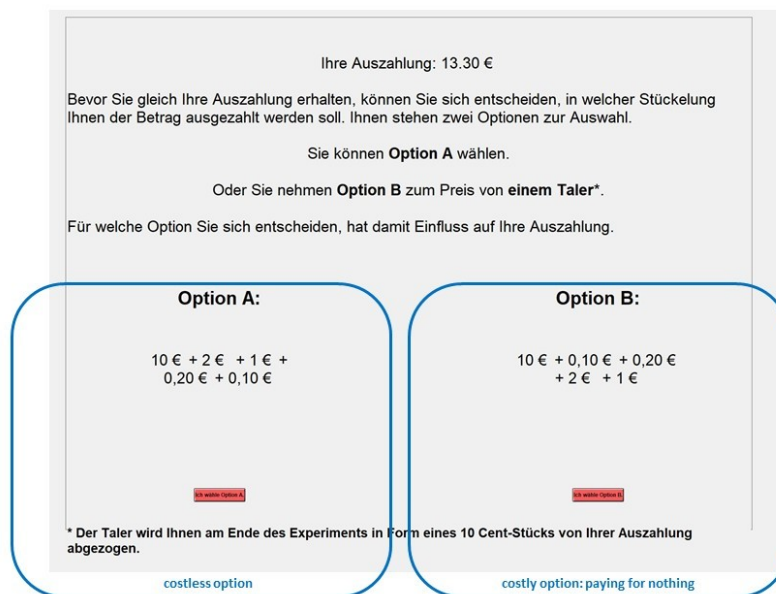 Ihre Auszahlung: 13.30 €
Bevor Sie gleich Ihre Auszahlung erhalten, können Sie sich entscheiden, in welcher Stückelung
Ihnen der Betrag ausgezahlt werden soll. Ihnen stehen zwei Optionen zur Auswahl.
Sie können Option A wählen.
Oder Sie nehmen Option B zum Preis von einem Taler*.
Für welche Option Sie sich entscheiden, hat damit Einfluss auf Ihre Auszahlung.
Option A:
10 € + 2 € + 1 € +
0,20 € + 0,10 €
Ich wähle Option A.
Option B:
10 € + 0,10 € + 0,20 €
+ 2 € + 1 €
Ich wähle Option B.
* Der Taler wird Ihnen am Ende des Experiments in Form eines 10 Cent-Stücks von Ihrer Auszahlung
abgezogen.
costless option
costly option: paying for nothing